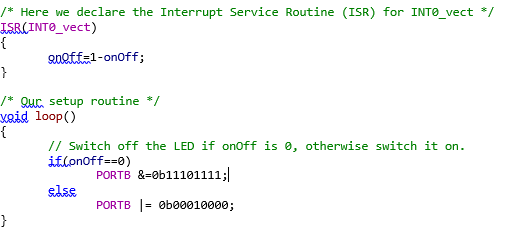 /* Here we declare the Interrupt Service Routine (ISR) for INT0_vect */
ISR(INT0_vect)
{
onOff=1-onOff;
}
/* Our setup routine */
void loop()
{
// Switch off the LED if onOff is 0, otherwise switch it on.
if(onOff==0)
PORTB &=0b11101111;
else
PORTB |= 0b00010000;
}